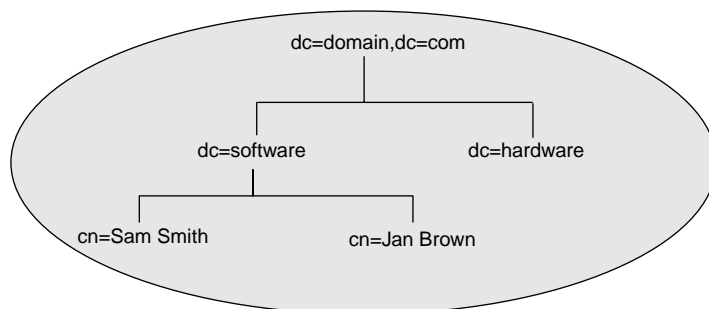 dc=domain,dc=com
dc=software
dc=hardware
cn=Sam Smith
cn=Jan Brown